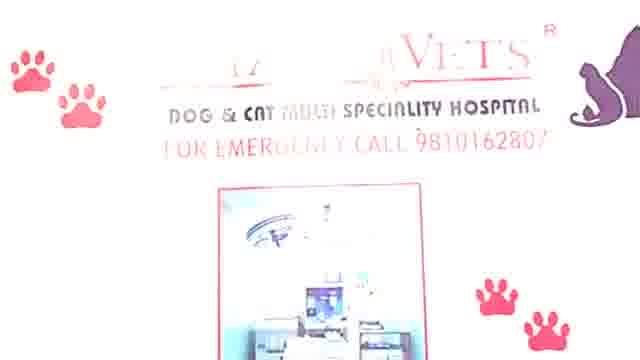 VETS ®
DOG & CAT MULTI SPECIALITY HOSPITAL
FOR EMERGENCY CALL 9810162807